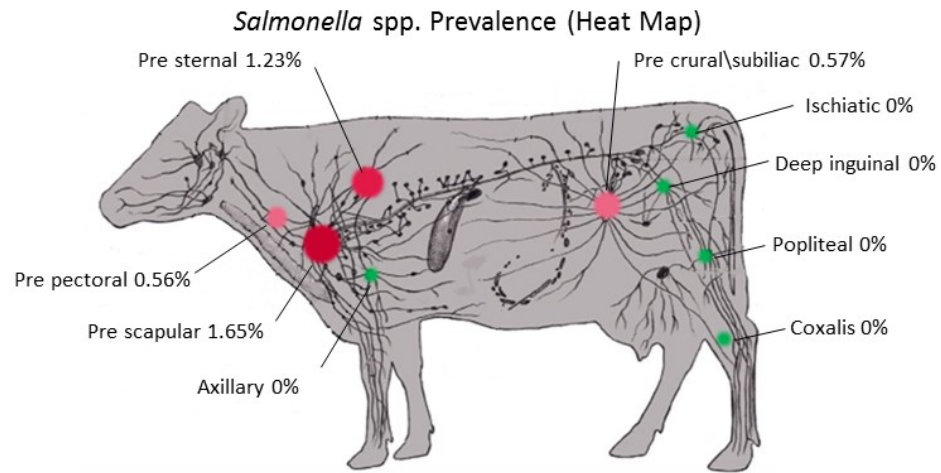 Salmonella spp. Prevalence (Heat Map)
Pre sternal 1.23%
Pre crural\subiliac 0.57%
Ischiatic 0%
Deep inguinal 0%
Pre pectoral 0.56%
Popliteal 0%
Pre scapular 1.65%
Coxalis 0%
Axillary 0%